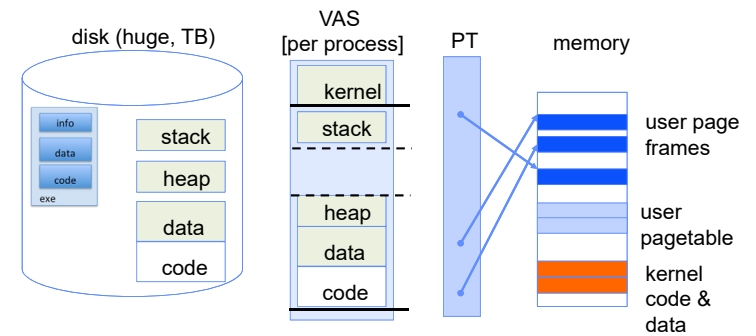 disk (huge, TB)
info
data
code
exe
stack
heap
data
code
VAS
[per process]
kernel
stack
heap
data
code
PT
memory
user page
frames
user
pagetable
kernel
code &
data